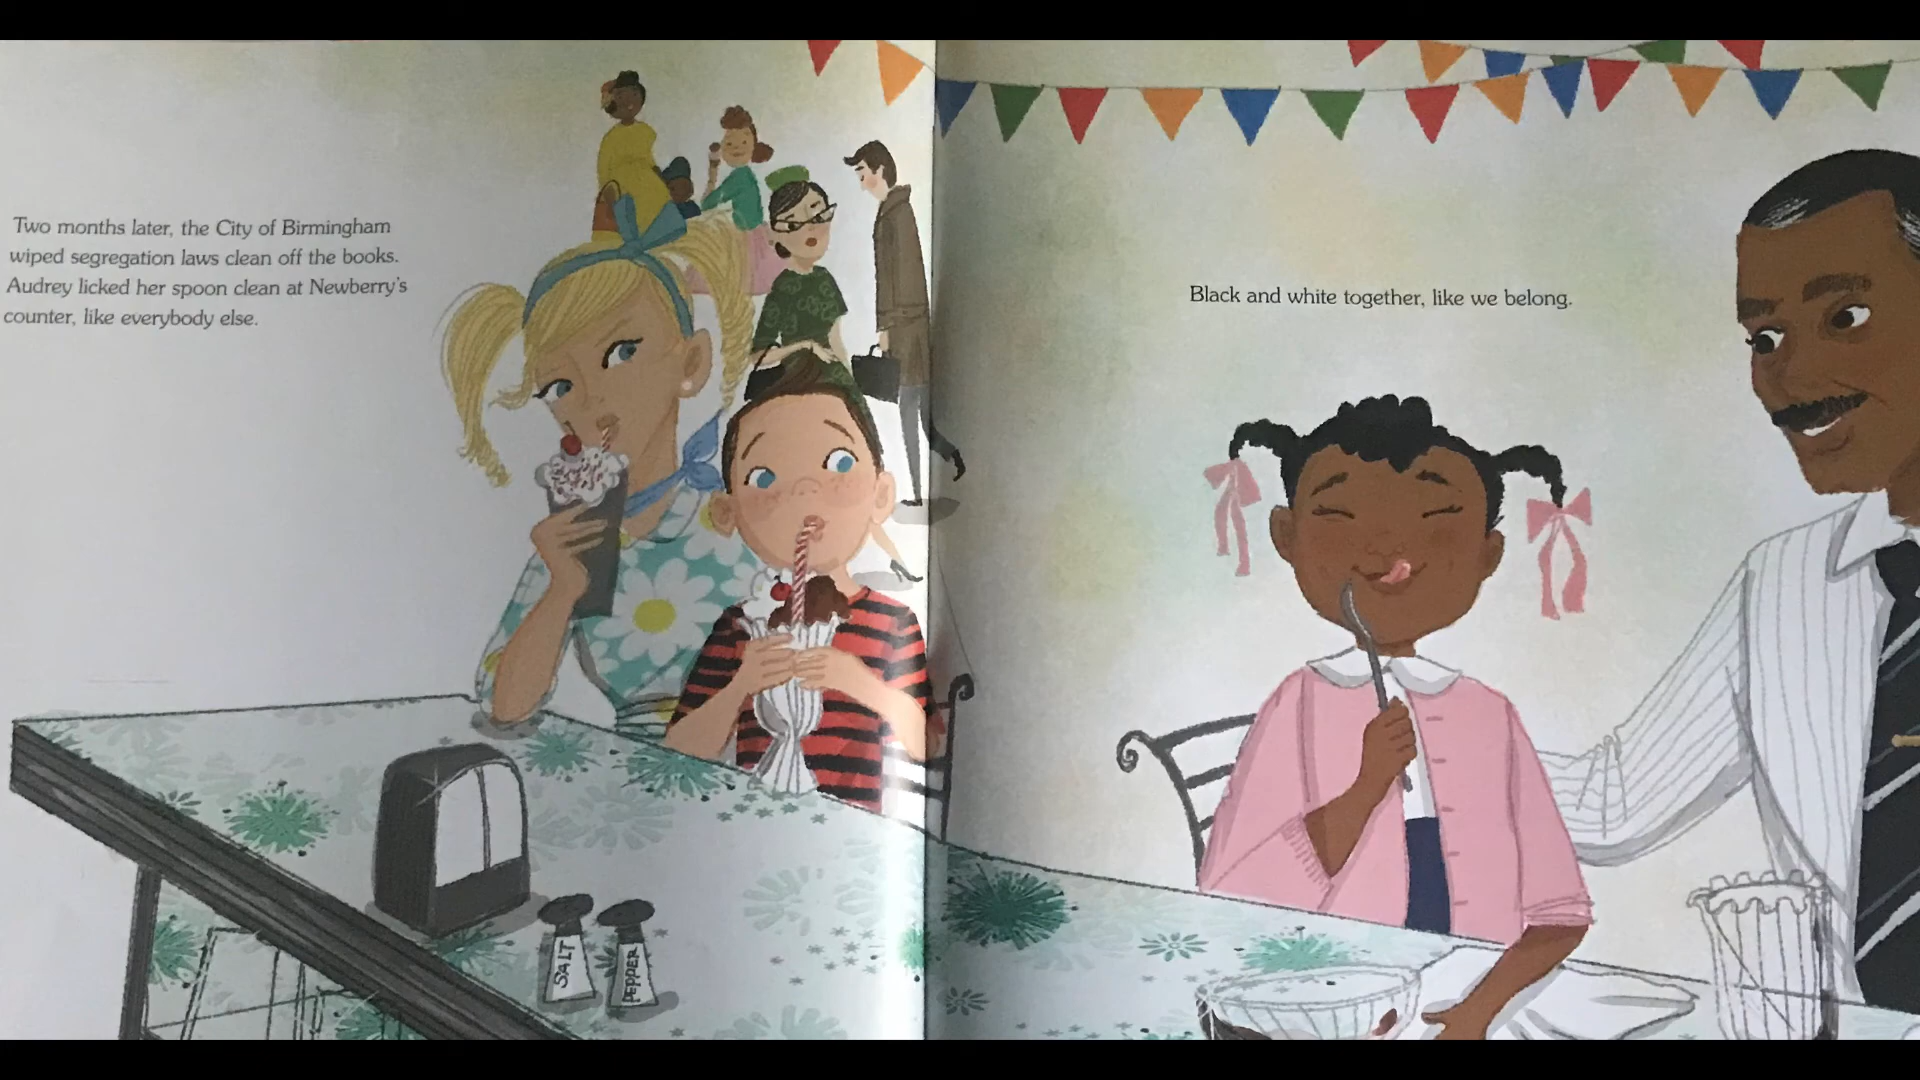 Two months later, the City of Birmingham
wiped segregation laws clean off the books.
Audrey licked her spoon clean at Newberry's
counter, like everybody else.
Black and white together, like we belong.
SALT
PEPPER